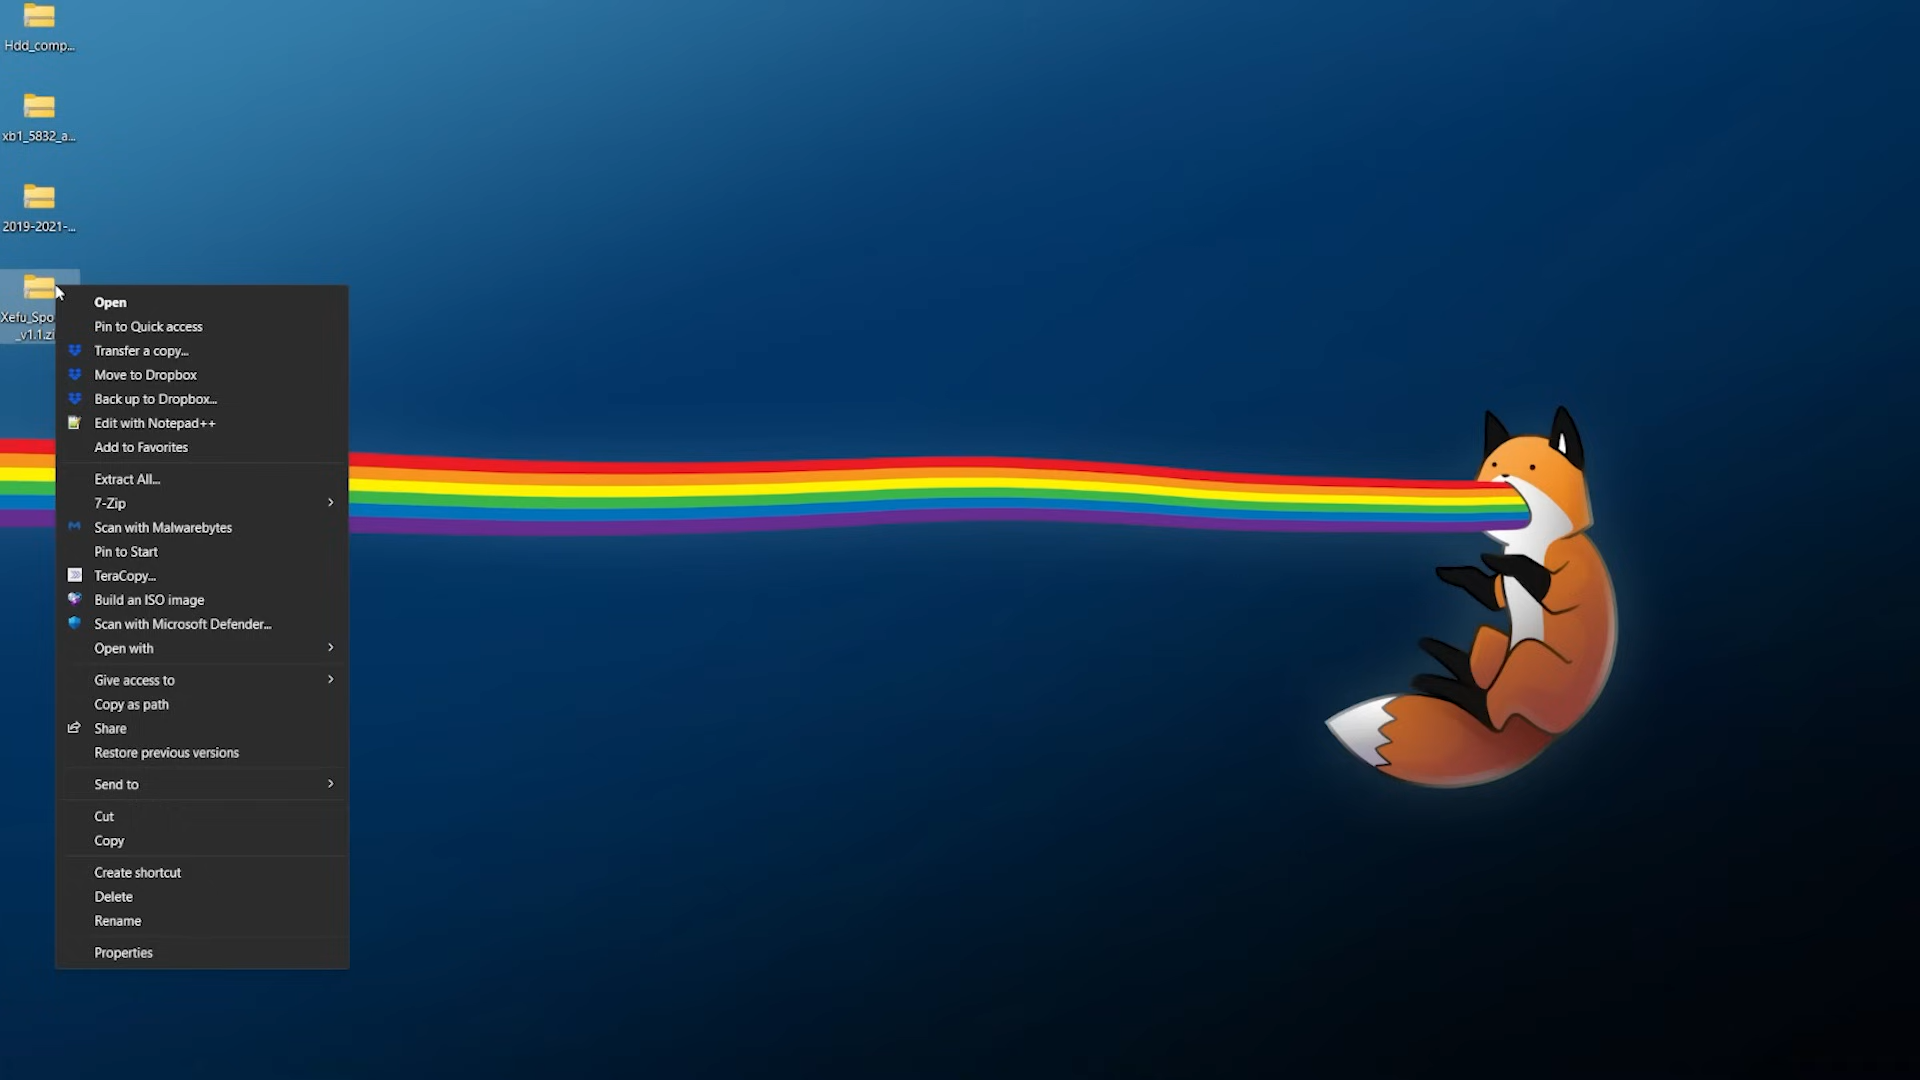 Hdd_comp...
xb1_5832_a...
2019-2021-...
Xefu_Spo
_v1.1.zi
Open
Pin to Quick access
Transfer a copy...
Move to Dropbox
Back up to Dropbox...
Edit with Notepad++
Add to Favorites
Extract All...
7-Zip
Scan with Malwarebytes
Pin to Start
TeraCopy...
Build an ISO image
Scan with Microsoft Defender...
Open with
Give access to
Copy as path
Share
Restore previous versions
Send to
Cut
Copy
Create shortcut
Delete
Rename
Properties